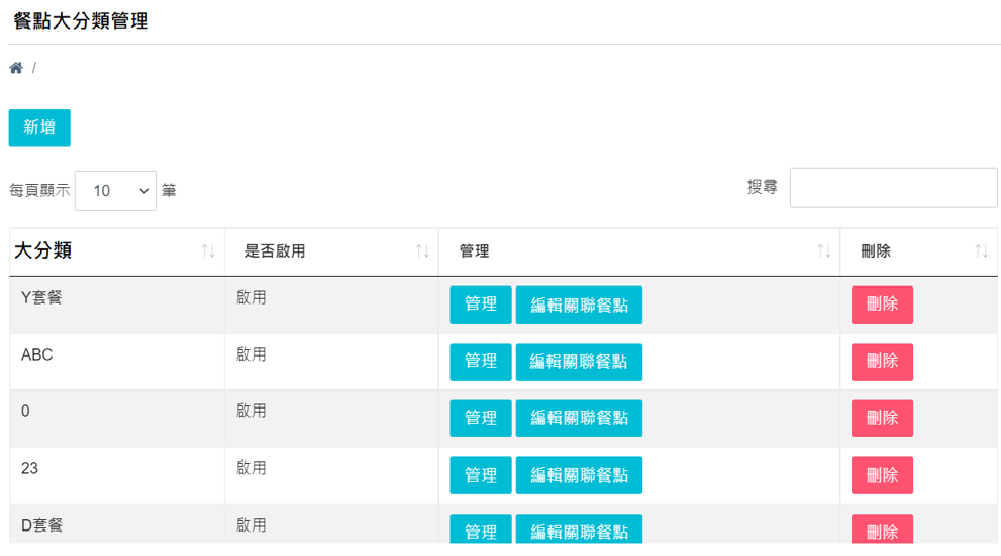 餐點大分類管理
/
新增
每頁顯示 10 筆 搜尋
大分類 是否啟用 管理 刪除
Y套餐 啟用 管理 編輯關聯餐點 刪除
ABC 啟用 管理 編輯關聯餐點 刪除
0 啟用 管理 編輯關聯餐點 刪除
23 啟用 管理 編輯關聯餐點 刪除
D套餐 啟用 管理 編輯關聯餐點 刪除